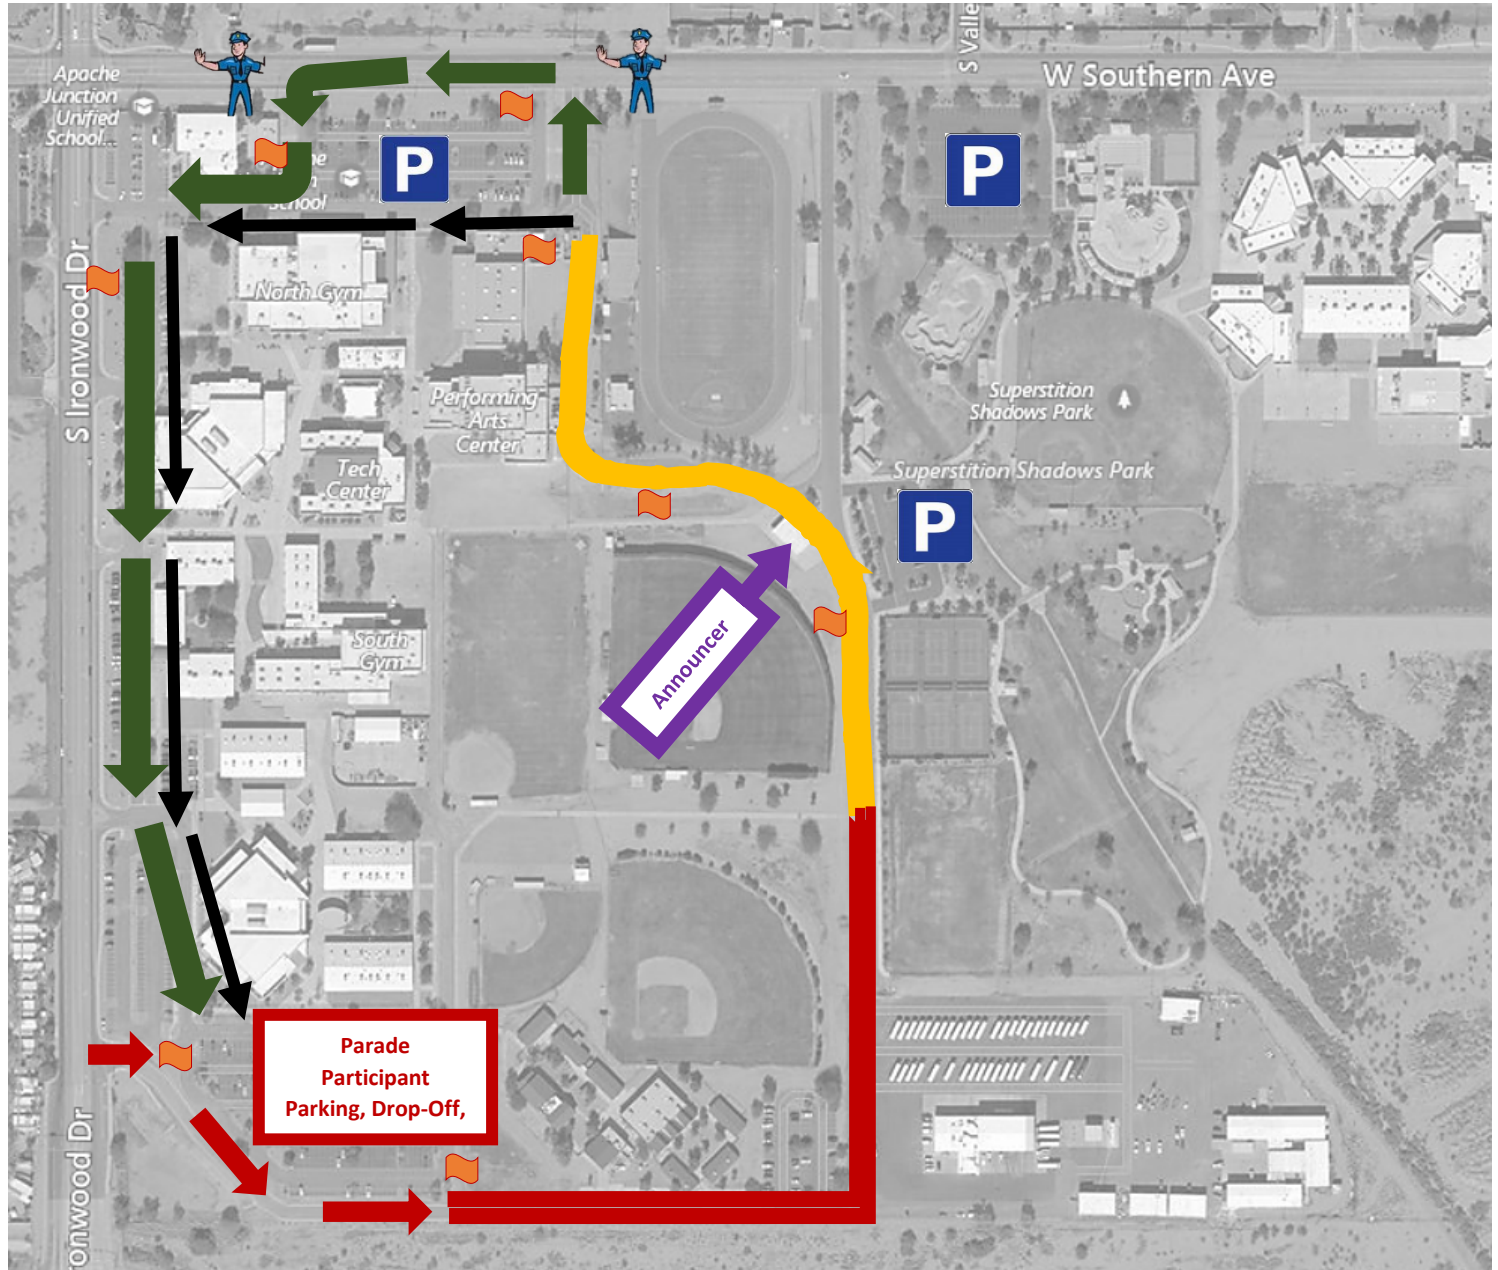 S Valle
W Southern Ave
Apache
Junction
Unified
School...
P
P
School
S Ironwood Dr
North Gym
Performing
Arts
Center
Superstition
Shadows Park
Tech
Center
Superstition Shadows Park
P
South
Gym
Announcer
Parade
Participant
Parking, Drop-Off,
ronwood Dr